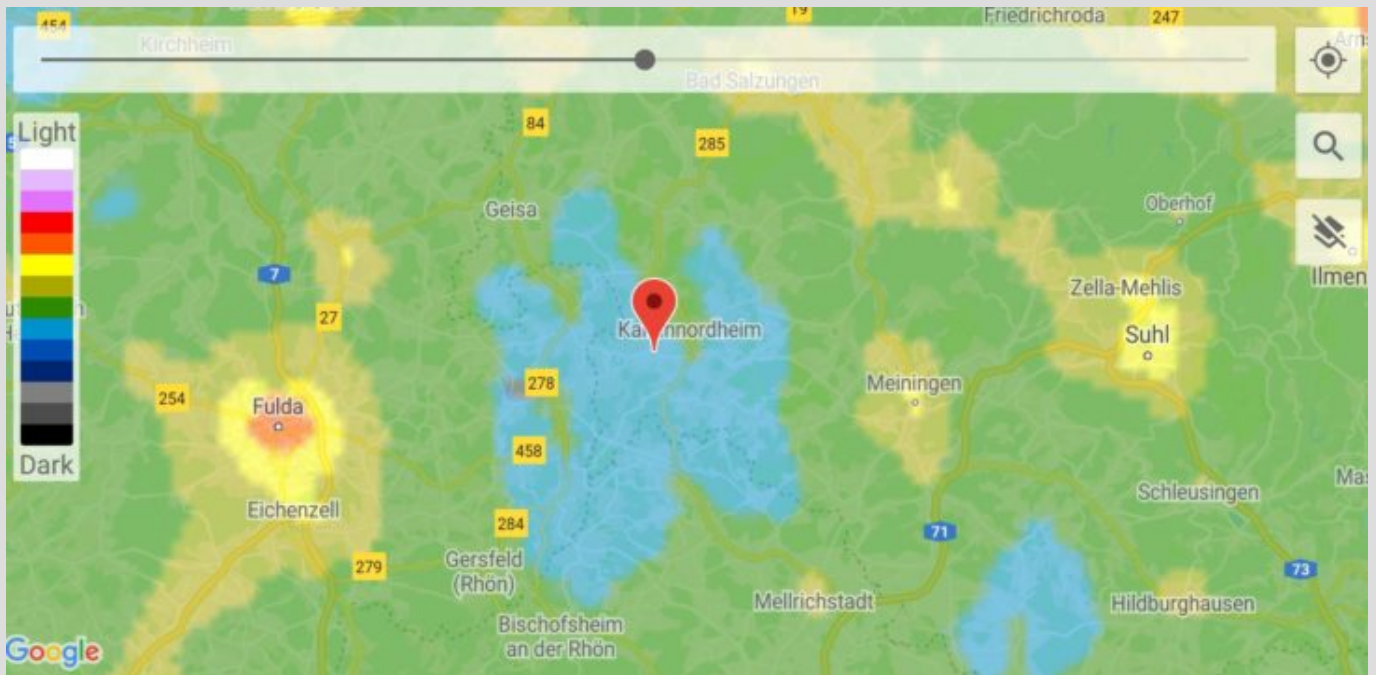 454
19
Friedrichroda
247
Kirchheim
Bad Salzungen
Light
84
285
Geisa
Oberhof
7
Zella-Mehlis
27
Suhl
278
Meiningen
254
Fulda
458
Schleusingen
Eichenzell
284
71
Gersfeld
(Rhön)
279
73
Mellrichstadt
Hildburghausen
Bischofsheim
an der Rhön
Dark
Google